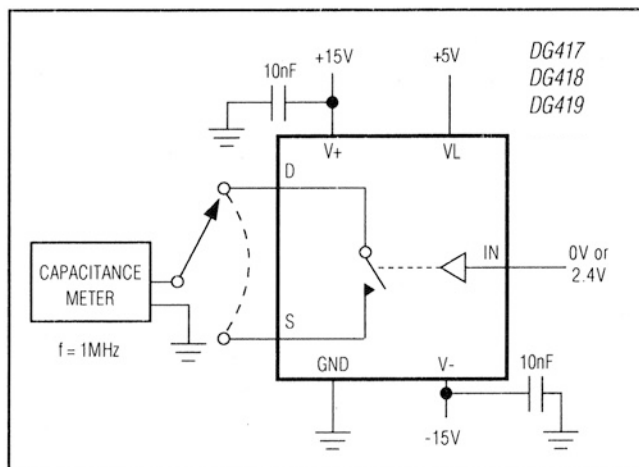 +15V
+5V
DG417
DG418
DG419
10nF
V+
VL
D
IN
0V or
2.4V
CAPACITANCE
METER
S
f = 1MHz
GND
V-
10nF
-15V